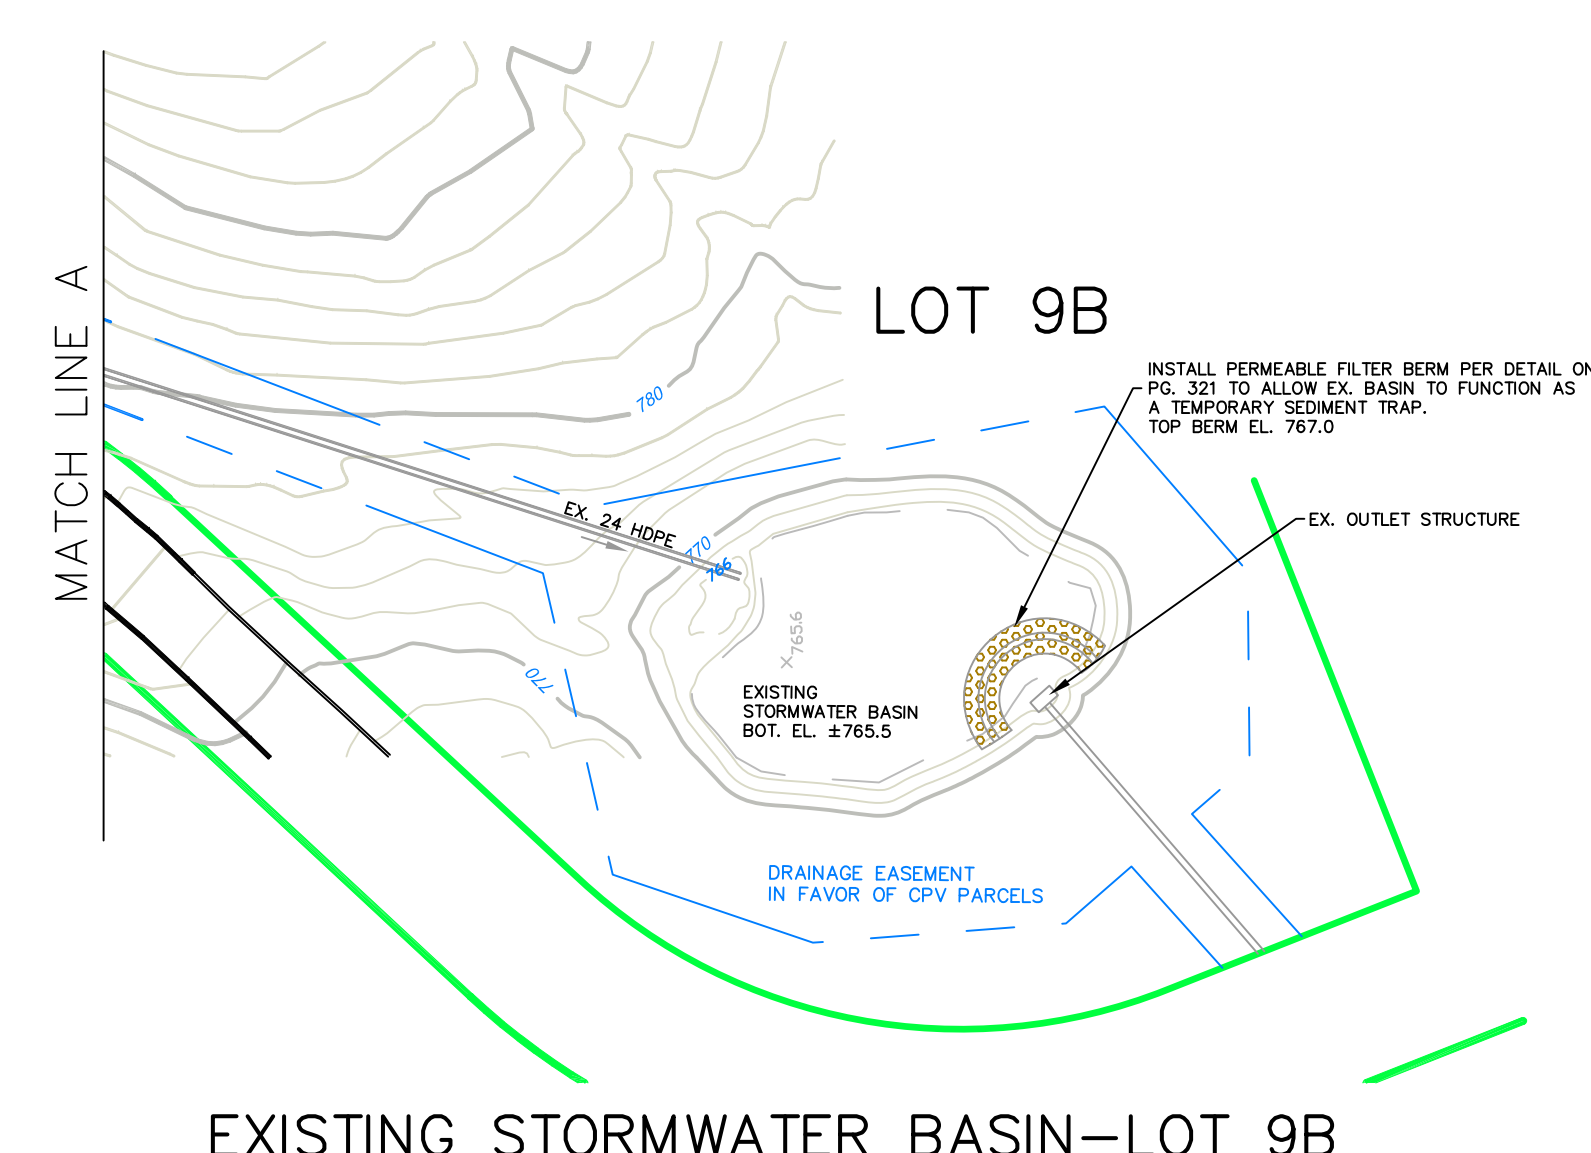 MATCH LINE A
LOT 9B
INSTALL PERMEABLE FILTER BERM PER DETAIL ON
PG. 321 TO ALLOW EX. BASIN TO FUNCTION AS
A TEMPORARY SEDIMENT TRAP.
TOP BERM EL. 767.0
780
EX. 24 HDPE
EX. OUTLET STRUCTURE
770
766
765.6
770
EXISTING
STORMWATER BASIN
BOT. EL. ±765.5
DRAINAGE EASEMENT
IN FAVOR OF CPV PARCELS
EXISTING STORMWATER BASIN-LOT 9B